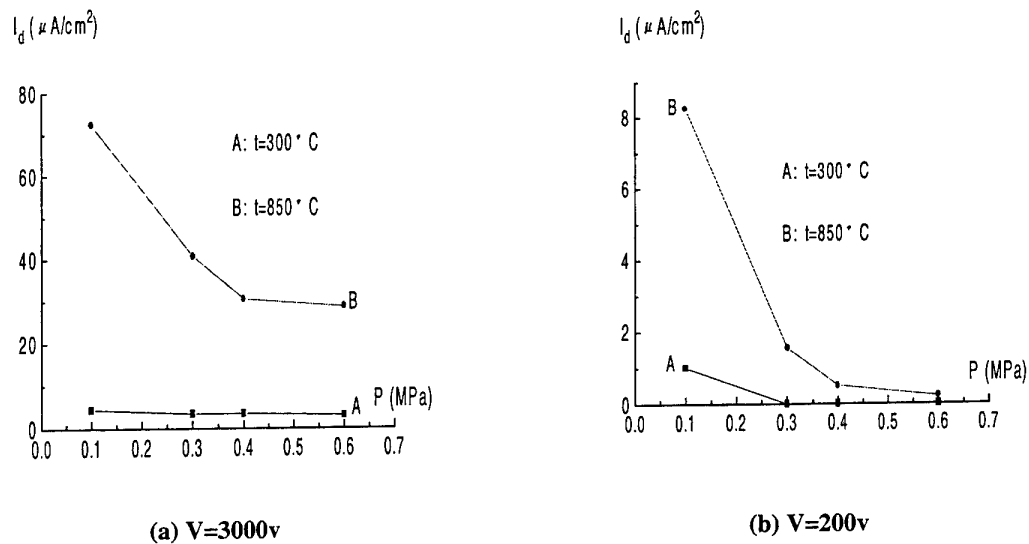 I_d (μA/cm²)
80
60
40
20
0
0.0 0.1 0.2 0.3 0.4 0.5 0.6 0.7
A: t=300° C
B: t=850° C
B
A
P (MPa)
(a) V=3000v
I_d (μA/cm²)
8
6
4
2
0
0.0 0.1 0.2 0.3 0.4 0.5 0.6 0.7
B
A: t=300° C
B: t=850° C
A
P (MPa)
(b) V=200v